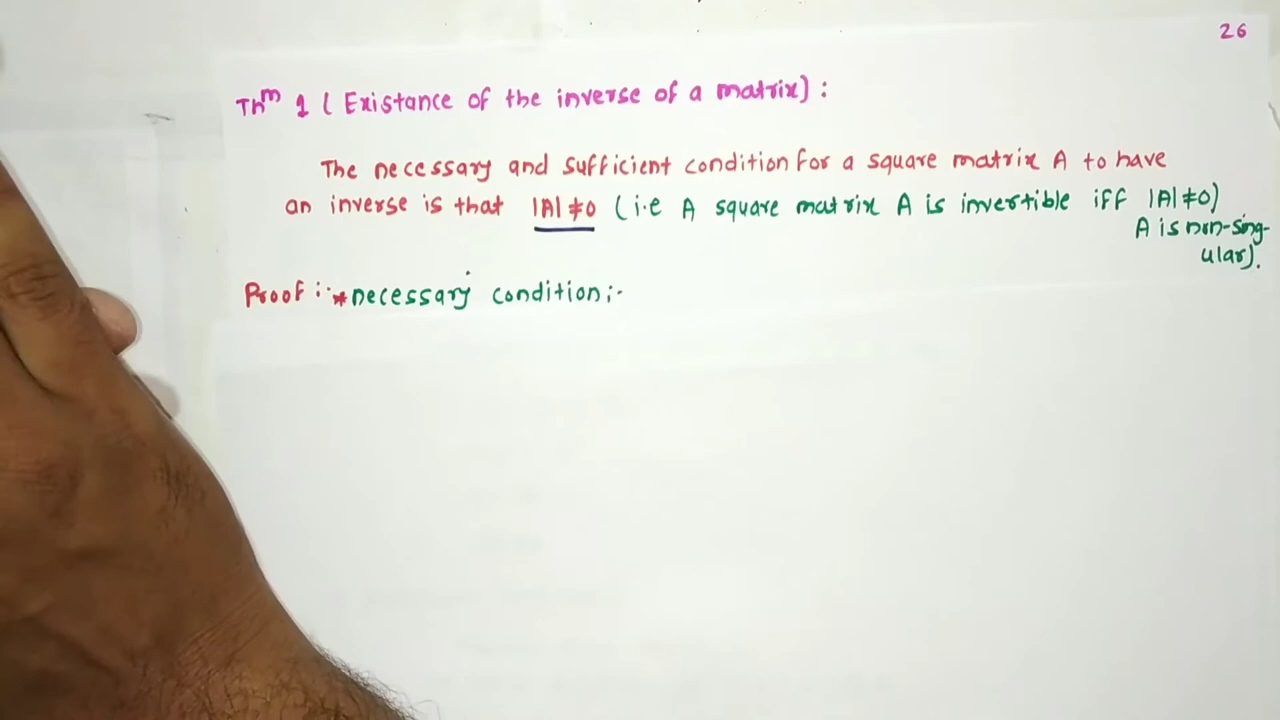 26
Thm 1 (Existance of the inverse of a matrix) :
The necessary and sufficient condition for a square matrix A to have
an inverse is that |A| ≠ 0 (i.e A square matrix A is invertible iff |A| ≠ 0)
A is non-sing-
ular).
Proof :- * necessary condition :-